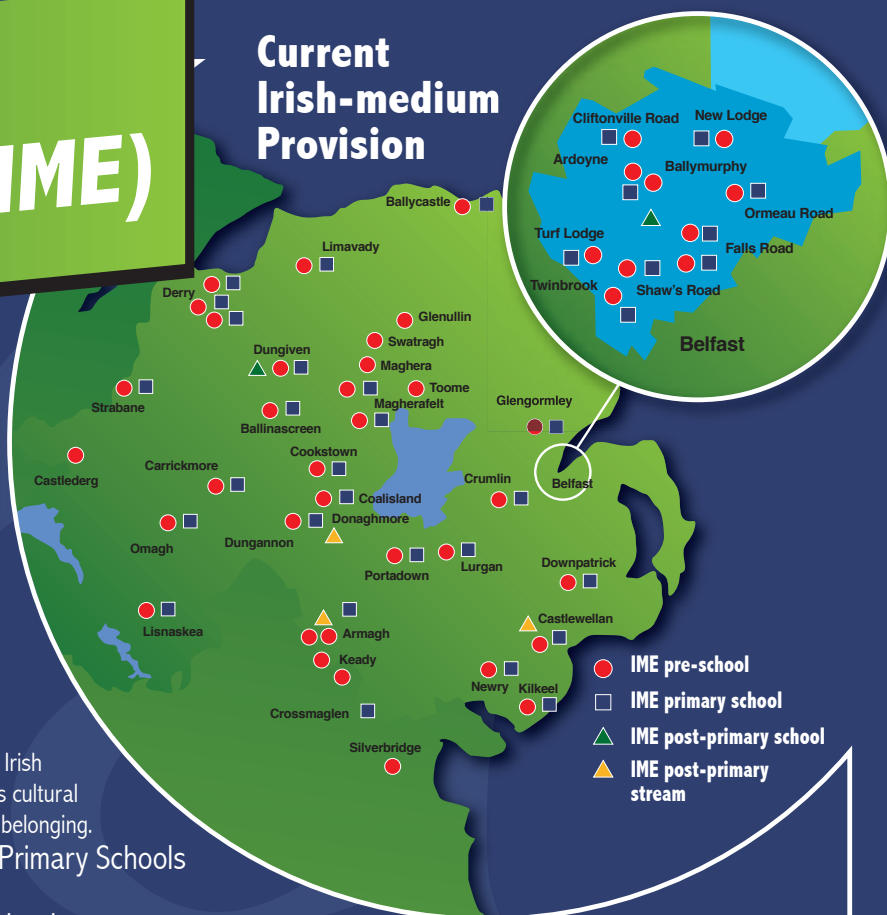 IME)
Current
Irish-medium
Provision
Cliftonville Road
New Lodge
Ardoyne
Ballymurphy
Ormeau Road
Turf Lodge
Falls Road
Twinbrook
Shaw's Road
Belfast
Ballycastle
Limavady
Derry
Glenullin
Swatragh
Dungiven
Maghera
Toome
Strabane
Magherafelt
Glengormley
Ballinascreen
Cookstown
Castlederg
Carrickmore
Crumlin
Belfast
Coalisland
Donaghmore
Omagh
Dungannon
Portadown
Lurgan
Downpatrick
Lisnaskea
Armagh
Castlewellan
Keady
Newry
Kilkeel
Crossmaglen
Silverbridge
IME pre-school
IME primary school
IME post-primary school
IME post-primary
stream
Irish
s cultural
belonging.
Primary Schools